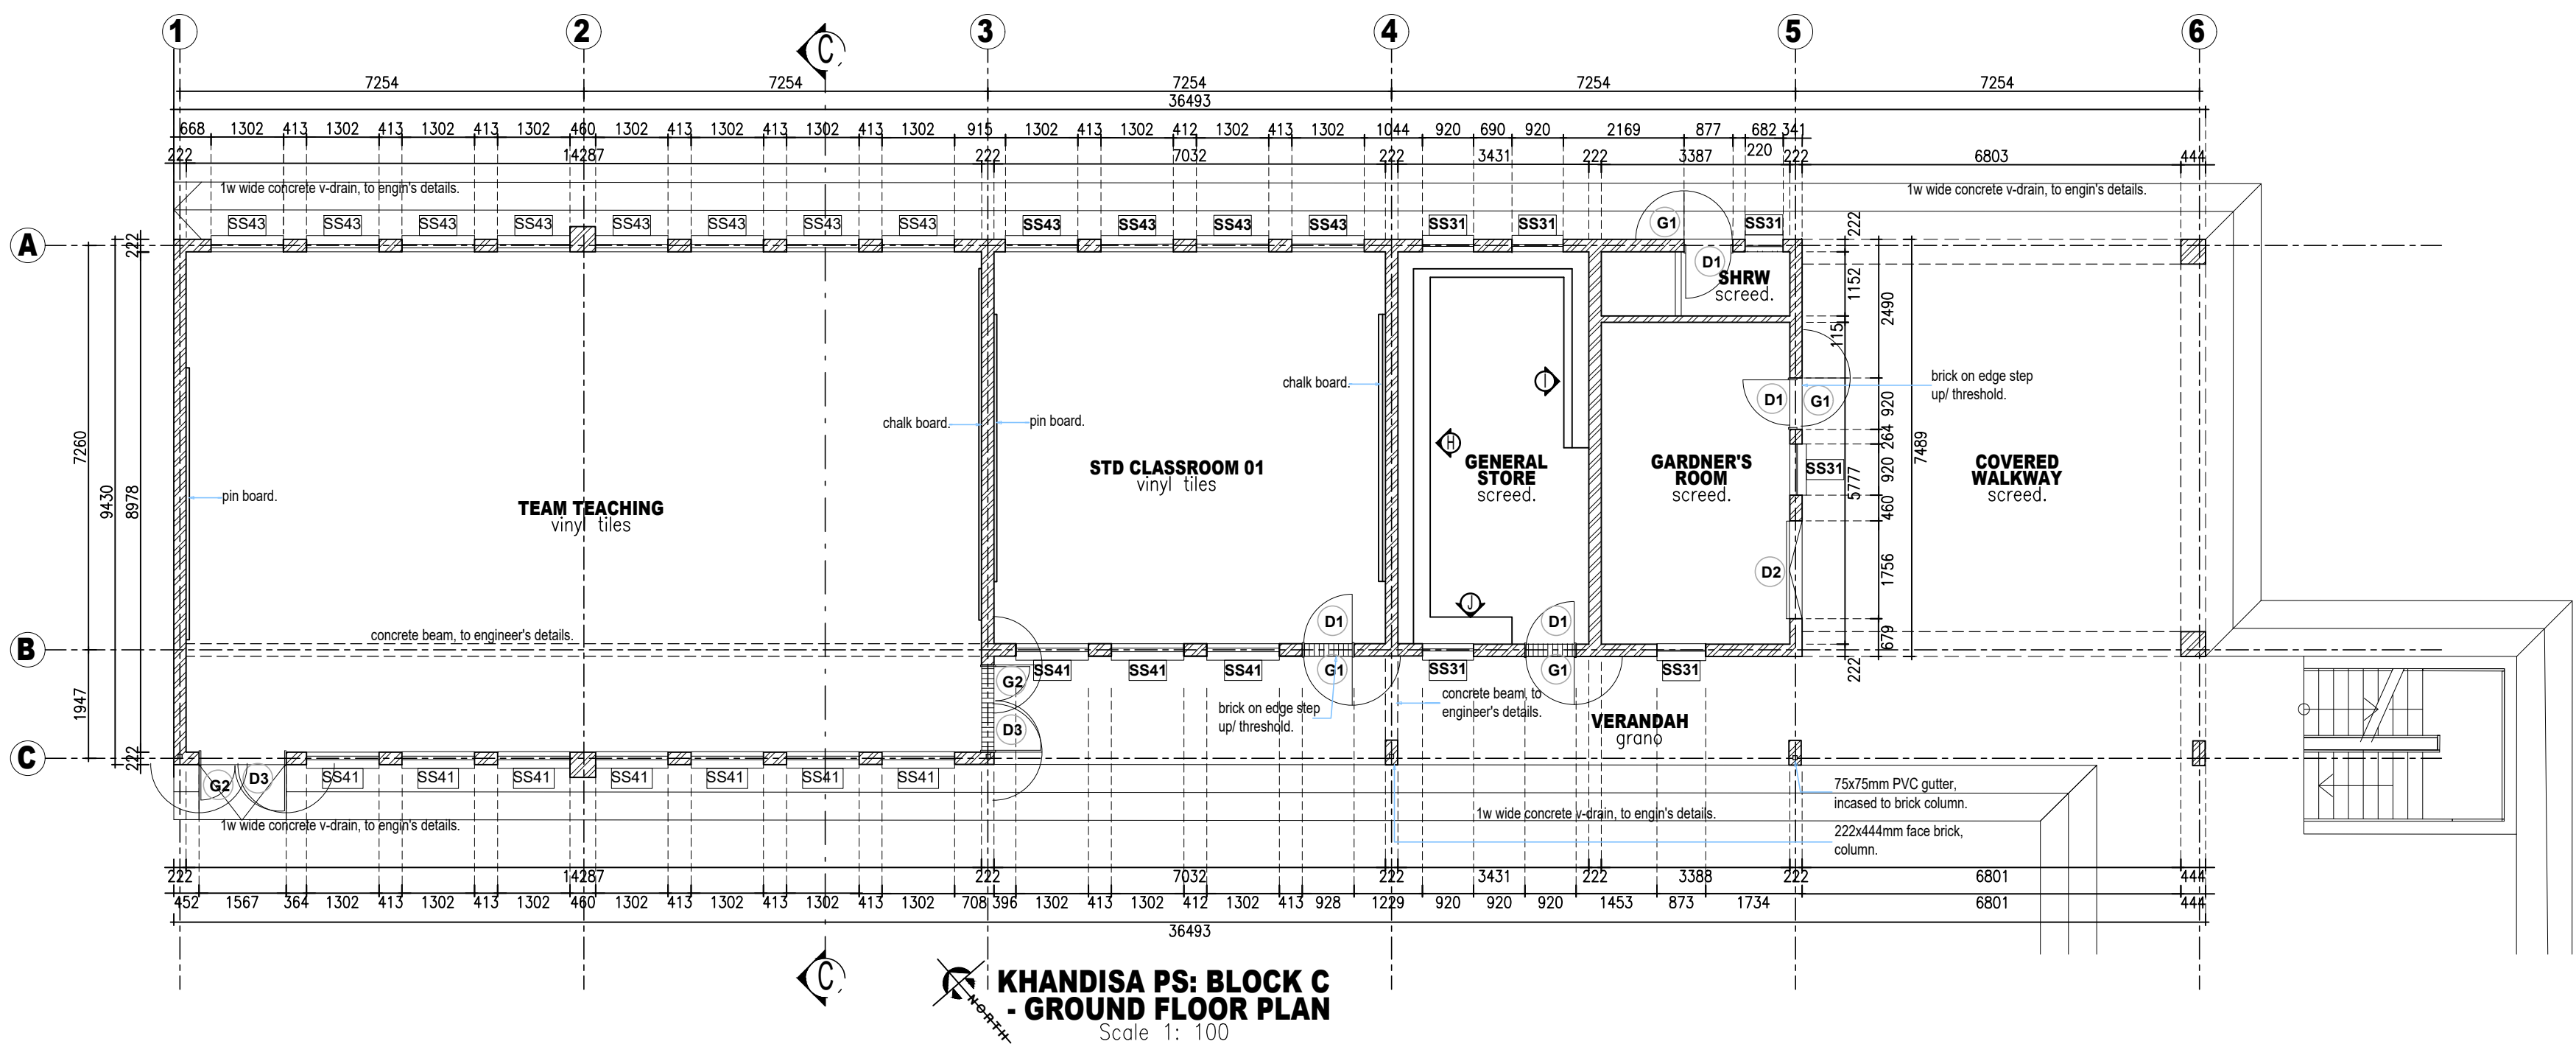 1 2 C 3 4 5 6
7254 7254 7254 7254 7254
36493
668 1302 413 1302 413 1302 413 1302 460 1302 413 1302 413 1302 413 1302 915 1302 413 1302 412 1302 413 1302 1044 920 690 920 2169 877 682 341
222 14287 222 7032 222 3431 222 3387 220 222 6803 444
1w wide concrete v-drain, to engin's details.
1w wide concrete v-drain, to engin's details.
SS43 SS43 SS43 SS43 SS43 SS43 SS43 SS43 SS43 SS43 SS43 SS43 SS31 SS31 G1 SS31
A
D1
SHRW
screed.
222
222
1152
115
2490
920
264
920
460
1756
679
5777
7489
222
7260
9430
8978
1947
222
chalk board.
brick on edge step
up/ threshold.
D1 G1
chalk board.
pin board.
STD CLASSROOM 01
vinyl tiles
H
I
J
GENERAL
STORE
screed.
GARDNER'S
ROOM
screed.
SS31
COVERED
WALKWAY
screed.
pin board.
TEAM TEACHING
vinyl tiles
D2
D1 D1
concrete beam, to engineer's details.
B
G2 SS41 SS41 SS41 G1 SS31 G1 SS31
brick on edge step
up/ threshold.
concrete beam, to
engineer's details.
VERANDAH
grano
D3
C
G2 D3 SS41 SS41 SS41 SS41 SS41 SS41 SS41
75x75mm PVC gutter,
incased to brick column.
1w wide concrete v-drain, to engin's details.
1w wide concrete v-drain, to engin's details.
222x444mm face brick,
column.
222 14287 222 7032 222 3431 222 3388 222 6801 444
452 1567 364 1302 413 1302 413 1302 460 1302 413 1302 413 1302 413 1302 708 396 1302 413 1302 412 1302 413 928 1229 920 920 920 1453 873 1734 6801 444
36493
C
NORTH
KHANDISA PS: BLOCK C
- GROUND FLOOR PLAN
Scale 1: 100